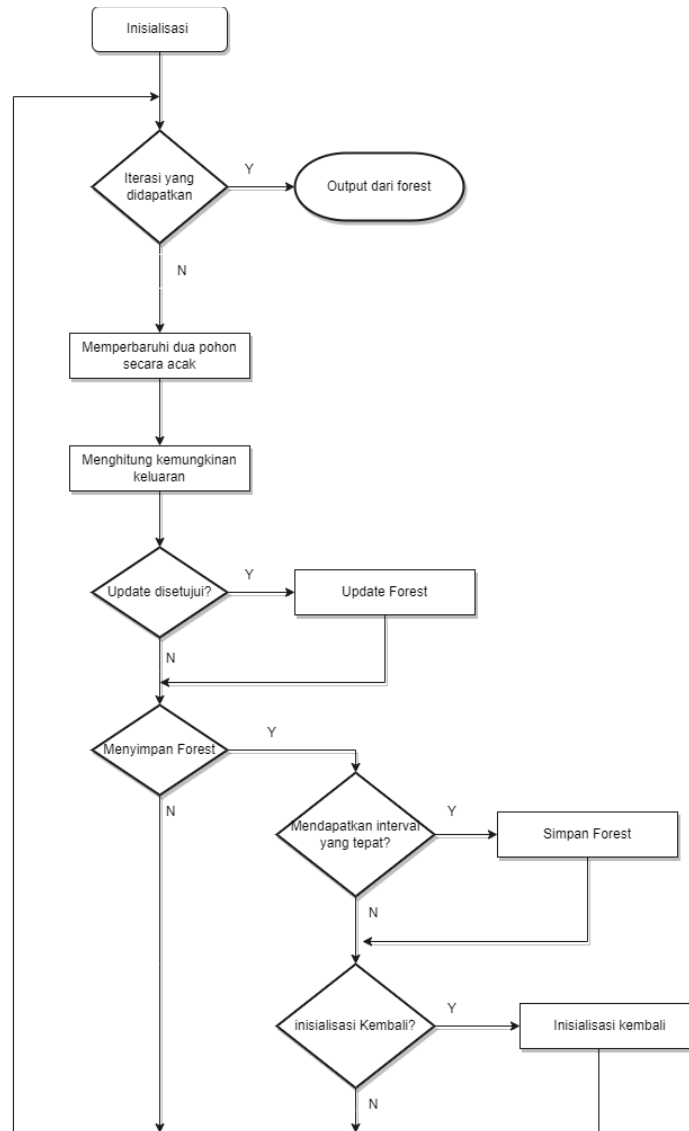 Inisialisasi
Iterasi yang
didapatkan
Y
Output dari forest
N
Memperbaruhi dua pohon
secara acak
Menghitung kemungkinan
keluaran
Update disetujui?
Y
Update Forest
N
Menyimpan Forest
Y
N
Mendapatkan interval
yang tepat?
Y
Simpan Forest
N
inisialisasi Kembali?
Y
Inisialisasi kembali
N